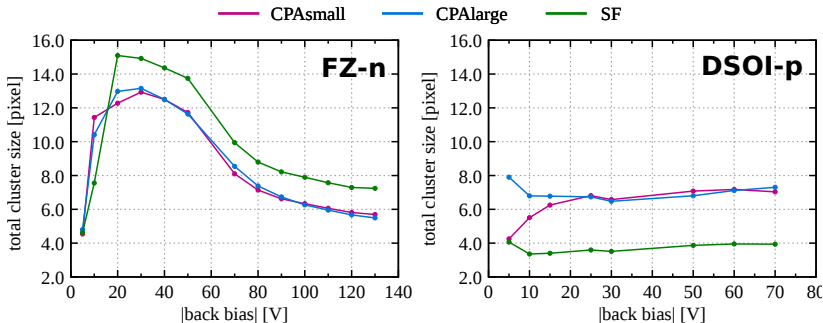 CPAsmall CPAlarge SF
FZ-n
total cluster size [pixel]
16.0
14.0
12.0
10.0
8.0
6.0
4.0
2.0
0 20 40 60 80 100 120 140
|back bias| [V]
DSOI-p
total cluster size [pixel]
16.0
14.0
12.0
10.0
8.0
6.0
4.0
2.0
0 10 20 30 40 50 60 70 80
|back bias| [V]